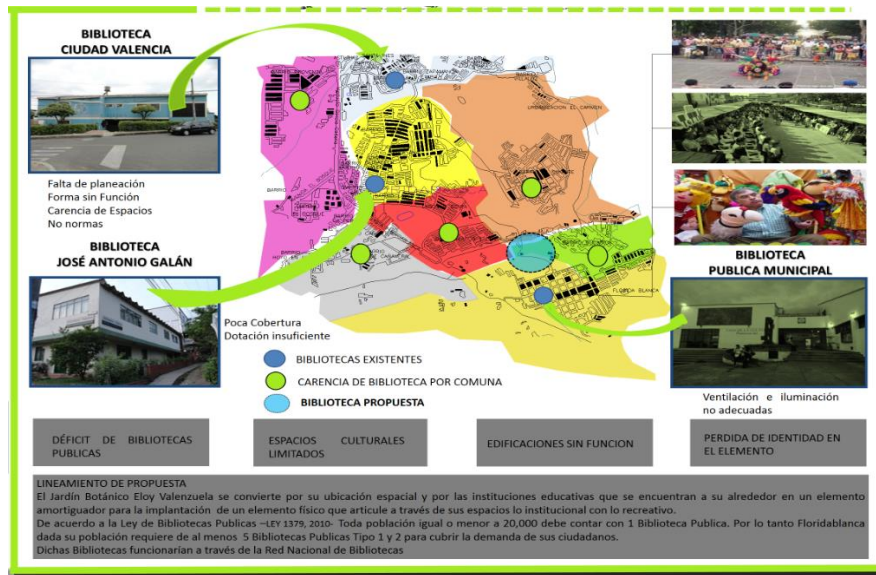 BIBLIOTECA
CIUDAD VALENCIA
Falta de planeación
Forma sin Función
Carencia de Espacios
No normas
BIBLIOTECA
JOSÉ ANTONIO GALÁN
URBANIZACION EL CARMEN
BARRIO
FLORIDA BLANCA
BIBLIOTECA
PUBLICA MUNICIPAL
Ventilación e iluminación
no adecuadas
Poca Cobertura
Dotación insuficiente
BIBLIOTECAS EXISTENTES
CARENCIA DE BIBLIOTECA POR COMUNA
BIBLIOTECA PROPUESTA
DÉFICIT DE BIBLIOTECAS
PUBLICAS
ESPACIOS CULTURALES
LIMITADOS
EDIFICACIONES SIN FUNCION
PERDIDA DE IDENTIDAD EN
EL ELEMENTO
LINEAMIENTO DE PROPUESTA
El Jardín Botánico Eloy Valenzuela se convierte por su ubicación espacial y por las instituciones educativas que se encuentran a su alrededor en un elemento
amortiguador para la implantación de un elemento físico que articule a través de sus espacios lo institucional con lo recreativo.
De acuerdo a la Ley de Bibliotecas Publicas –LEY 1379, 2010- Toda población igual o menor a 20,000 debe contar con 1 Biblioteca Publica. Por lo tanto Floridablanca
dada su población requiere de al menos 5 Bibliotecas Publicas Tipo 1 y 2 para cubrir la demanda de sus ciudadanos.
Dichas Bibliotecas funcionarían a través de la Red Nacional de Bibliotecas